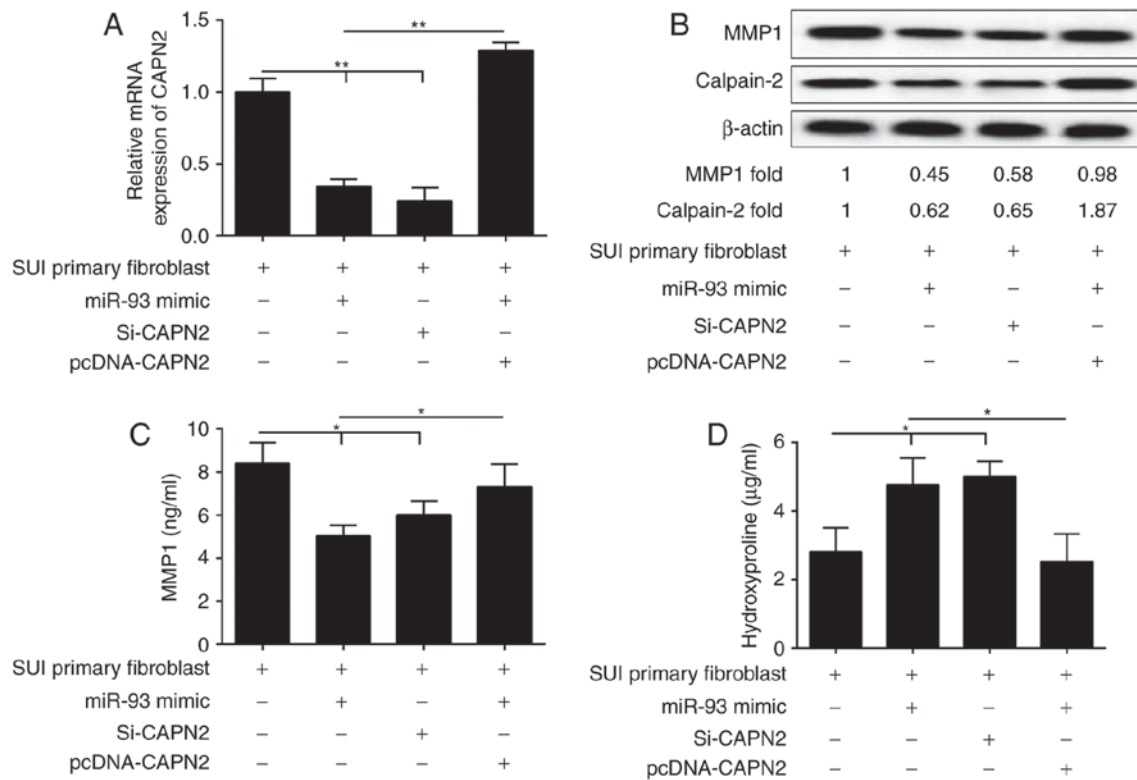 A
Relative mRNA
expression of CAPN2
1.5
1.0
0.5
0.0
**
**
SUI primary fibroblast + + + +
miR-93 mimic – + – +
Si-CAPN2 – – + –
pcDNA-CAPN2 – – – +
B
MMP1
Calpain-2
β-actin
MMP1 fold 1 0.45 0.58 0.98
Calpain-2 fold 1 0.62 0.65 1.87
SUI primary fibroblast + + + +
miR-93 mimic – + – +
Si-CAPN2 – – + –
pcDNA-CAPN2 – – – +
C
MMP1 (ng/ml)
10
8
6
4
2
0
*
*
SUI primary fibroblast + + + +
miR-93 mimic – + – +
Si-CAPN2 – – + –
pcDNA-CAPN2 – – – +
D
Hydroxyproline (µg/ml)
6
4
2
0
*
*
SUI primary fibroblast + + + +
miR-93 mimic – + – +
Si-CAPN2 – – + –
pcDNA-CAPN2 – – – +